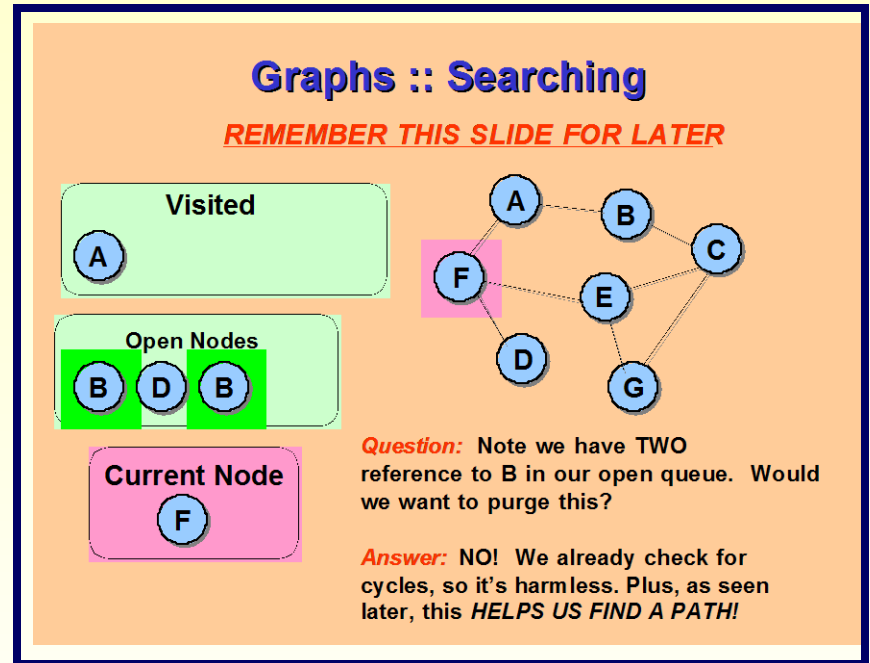 Graphs :: Searching
REMEMBER THIS SLIDE FOR LATER
Visited
A
Open Nodes
B D B
Current Node
F
A
B
C
F
E
D
G
Question: Note we have TWO
reference to B in our open queue. Would
we want to purge this?
Answer: NO! We already check for
cycles, so it's harmless. Plus, as seen
later, this HELPS US FIND A PATH!